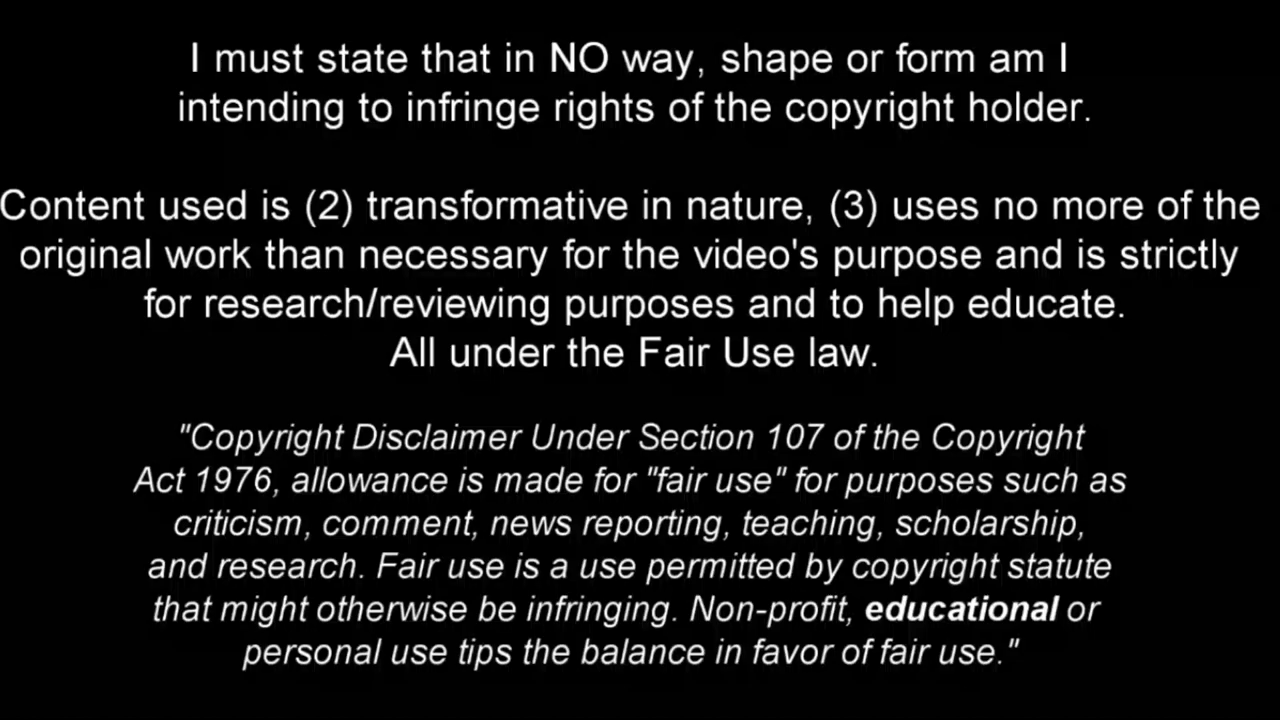 I must state that in NO way, shape or form am I
intending to infringe rights of the copyright holder.
Content used is (2) transformative in nature, (3) uses no more of the
original work than necessary for the video's purpose and is strictly
for research/reviewing purposes and to help educate.
All under the Fair Use law.
"Copyright Disclaimer Under Section 107 of the Copyright
Act 1976, allowance is made for "fair use" for purposes such as
criticism, comment, news reporting, teaching, scholarship,
and research. Fair use is a use permitted by copyright statute
that might otherwise be infringing. Non-profit, educational or
personal use tips the balance in favor of fair use."